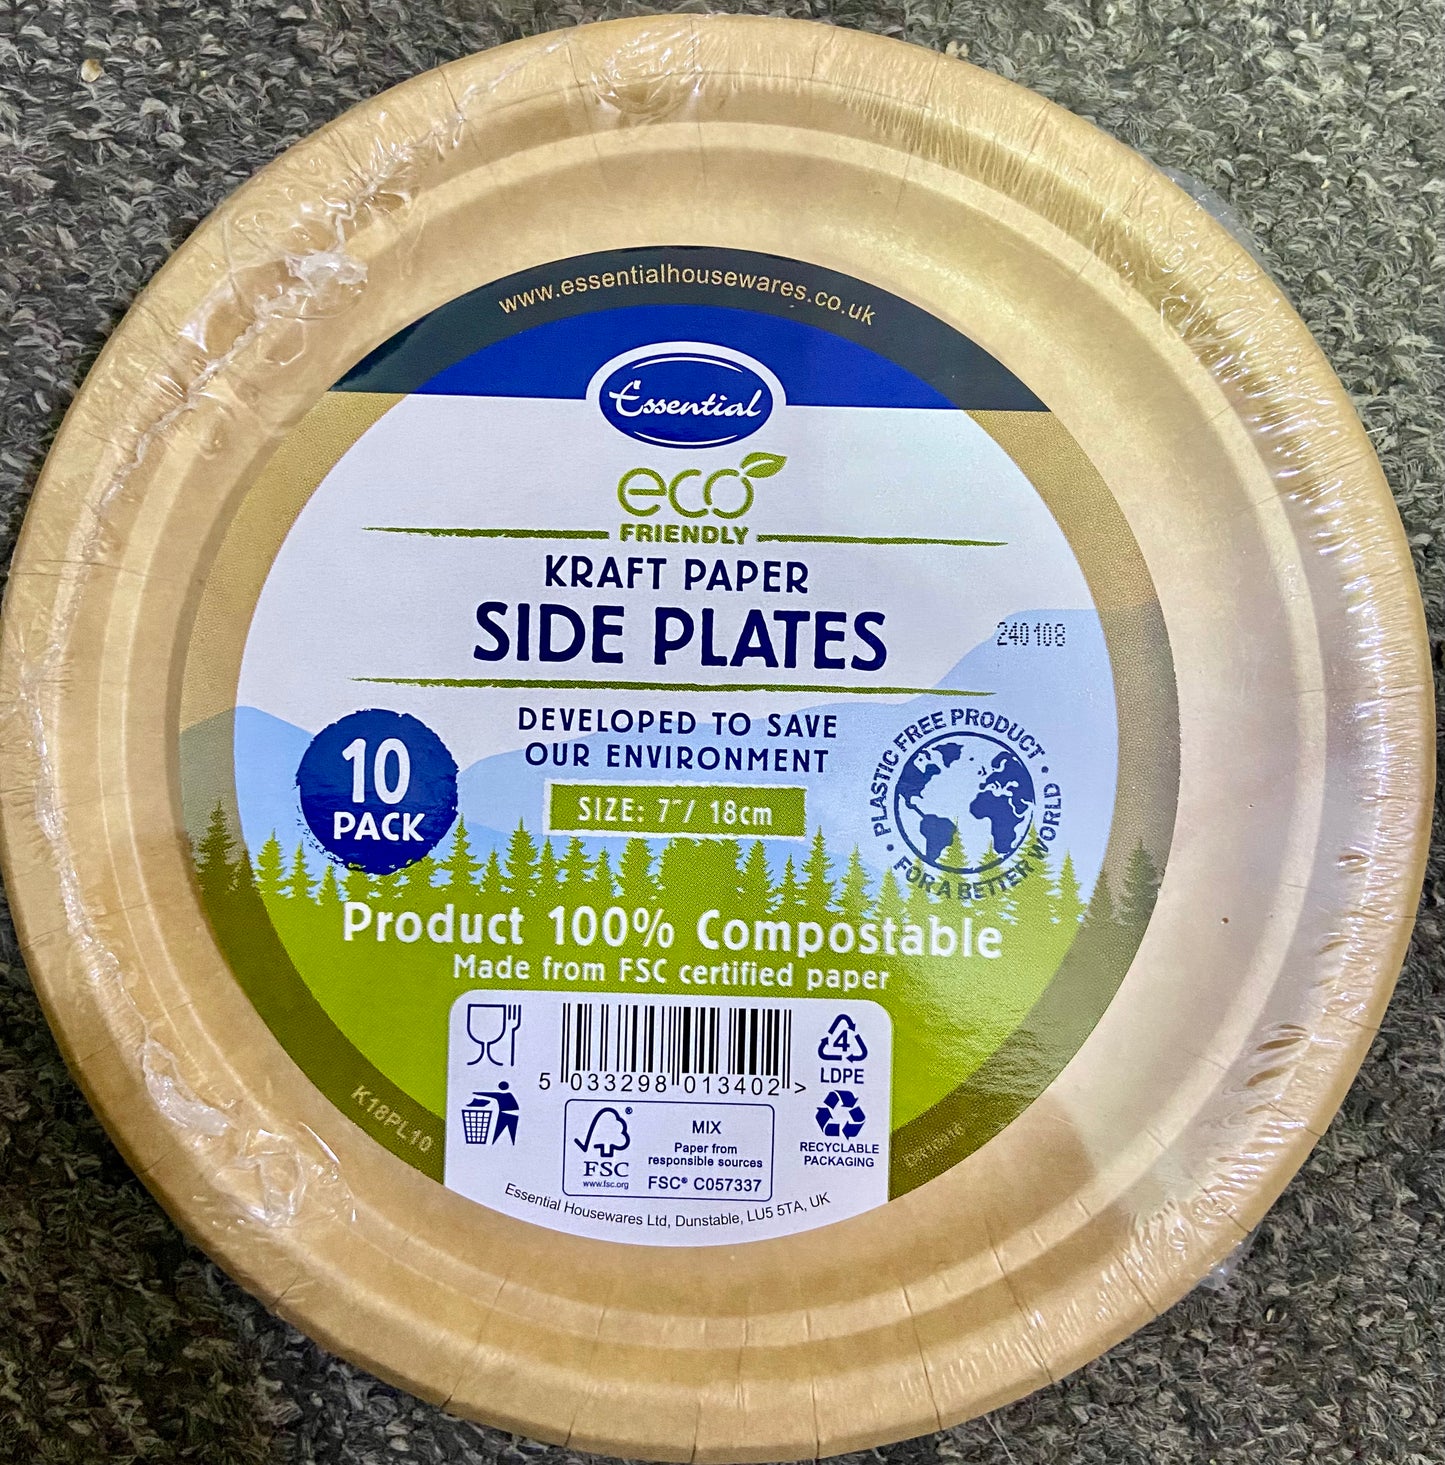 www.essentialhousewares.co.uk
Essential
eco
FRIENDLY
KRAFT PAPER
SIDE PLATES
240108
DEVELOPED TO SAVE
OUR ENVIRONMENT
SIZE: 7"/ 18cm
10
PACK
PLASTIC FREE PRODUCT • FOR A BETTER WORLD •
Product 100% Compostable
Made from FSC certified paper
5 033298 013402 >
4
LDPE
RECYCLABLE
PACKAGING
FSC
www.fsc.org
MIX
Paper from
responsible sources
FSC® C057337
Essential Housewares Ltd, Dunstable, LU5 5TA, UK
K18PL10